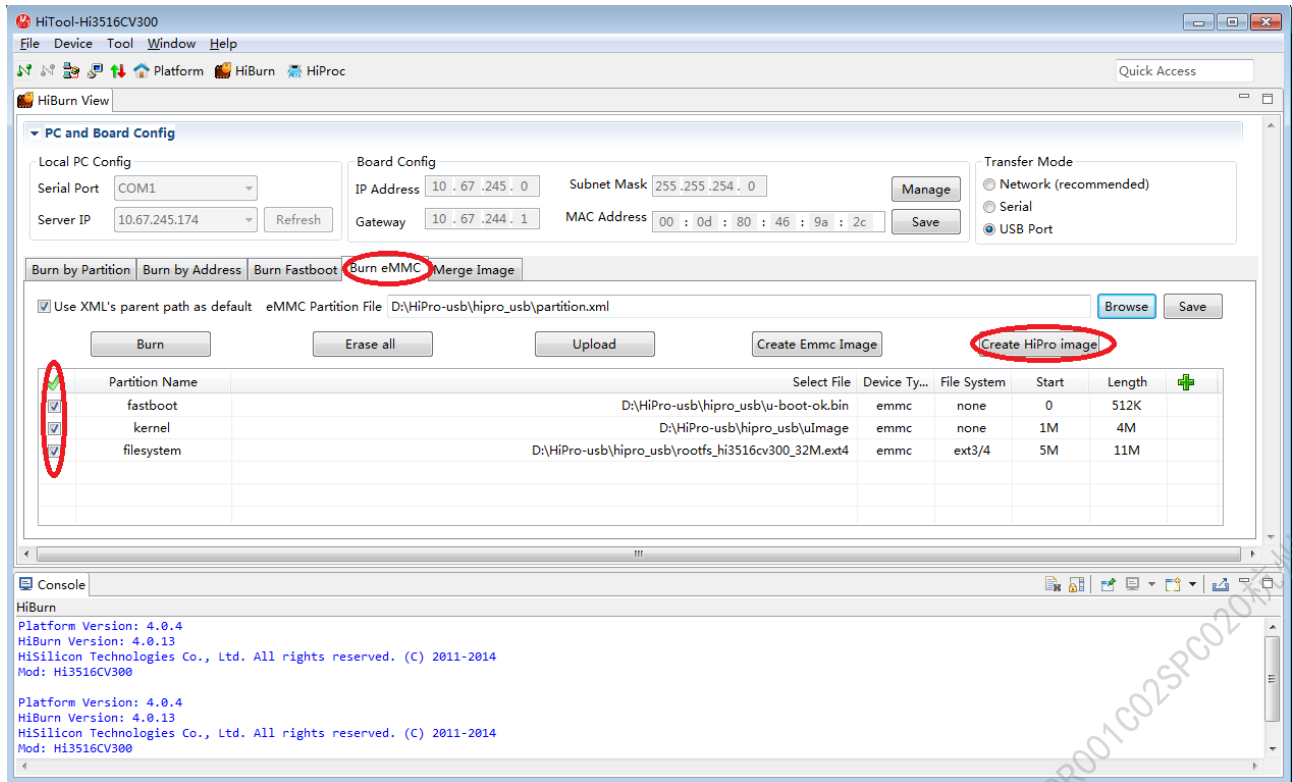 HiTool-Hi3516CV300
File Device Tool Window Help
Platform HiBurn HiProc Quick Access
HiBurn View
PC and Board Config
Local PC Config Board Config Transfer Mode
Serial Port COM1 IP Address 10 . 67 .245 . 0 Subnet Mask 255 .255 .254 . 0 Manage Network (recommended)
Serial
Server IP 10.67.245.174 Refresh Gateway 10 . 67 .244 . 1 MAC Address 00 : 0d : 80 : 46 : 9a : 2c Save USB Port
Burn by Partition Burn by Address Burn Fastboot Burn eMMC Merge Image
Use XML's parent path as default eMMC Partition File D:\HiPro-usb\hipro_usb\partition.xml Browse Save
Burn Erase all Upload Create Emmc Image Create HiPro image
Partition Name Select File Device Ty... File System Start Length
fastboot D:\HiPro-usb\hipro_usb\u-boot-ok.bin emmc none 0 512K
kernel D:\HiPro-usb\hipro_usb\uImage emmc none 1M 4M
filesystem D:\HiPro-usb\hipro_usb\rootfs_hi3516cv300_32M.ext4 emmc ext3/4 5M 11M
Console
HiBurn
Platform Version: 4.0.4
HiBurn Version: 4.0.13
HiSilicon Technologies Co., Ltd. All rights reserved. (C) 2011-2014
Mod: Hi3516CV300
Platform Version: 4.0.4
HiBurn Version: 4.0.13
HiSilicon Technologies Co., Ltd. All rights reserved. (C) 2011-2014
Mod: Hi3516CV300